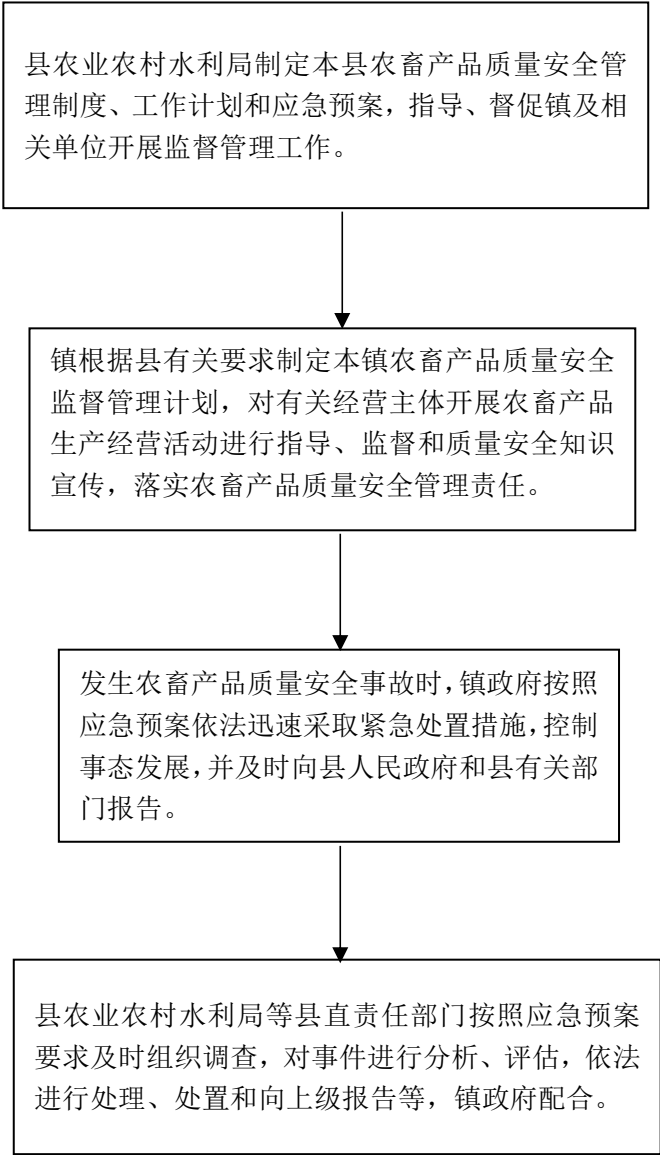 县农业农村水利局制定本县农畜产品质量安全管
理制度、工作计划和应急预案，指导、督促镇及相
关单位开展监督管理工作。
镇根据县有关要求制定本镇农畜产品质量安全
监督管理计划，对有关经营主体开展农畜产品
生产经营活动进行指导、监督和质量安全知识
宣传，落实农畜产品质量安全管理责任。
发生农畜产品质量安全事故时，镇政府按照
应急预案依法迅速采取紧急处置措施，控制
事态发展，并及时向县人民政府和县有关部
门报告。
县农业农村水利局等县直责任部门按照应急预案
要求及时组织调查，对事件进行分析、评估，依法
进行处理、处置和向上级报告等，镇政府配合。